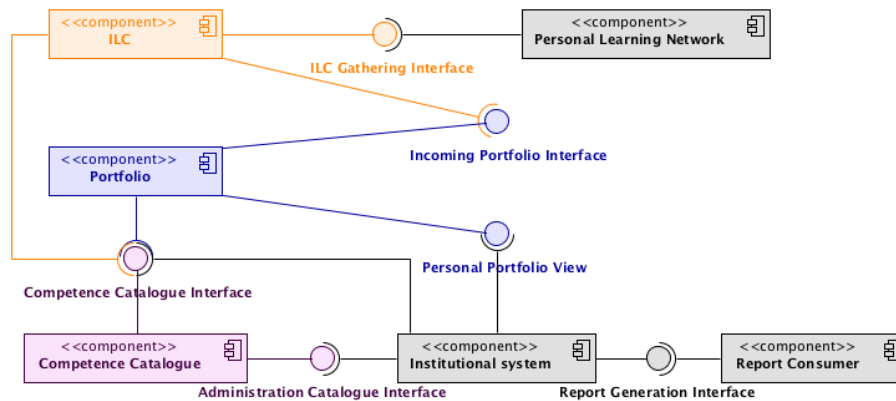 <<component>>
ILC
<<component>>
Personal Learning Network
ILC Gathering Interface
Incoming Portfolio Interface
<<component>>
Portfolio
Personal Portfolio View
Competence Catalogue Interface
<<component>>
Competence Catalogue
<<component>>
Institutional system
<<component>>
Report Consumer
Administration Catalogue Interface
Report Generation Interface